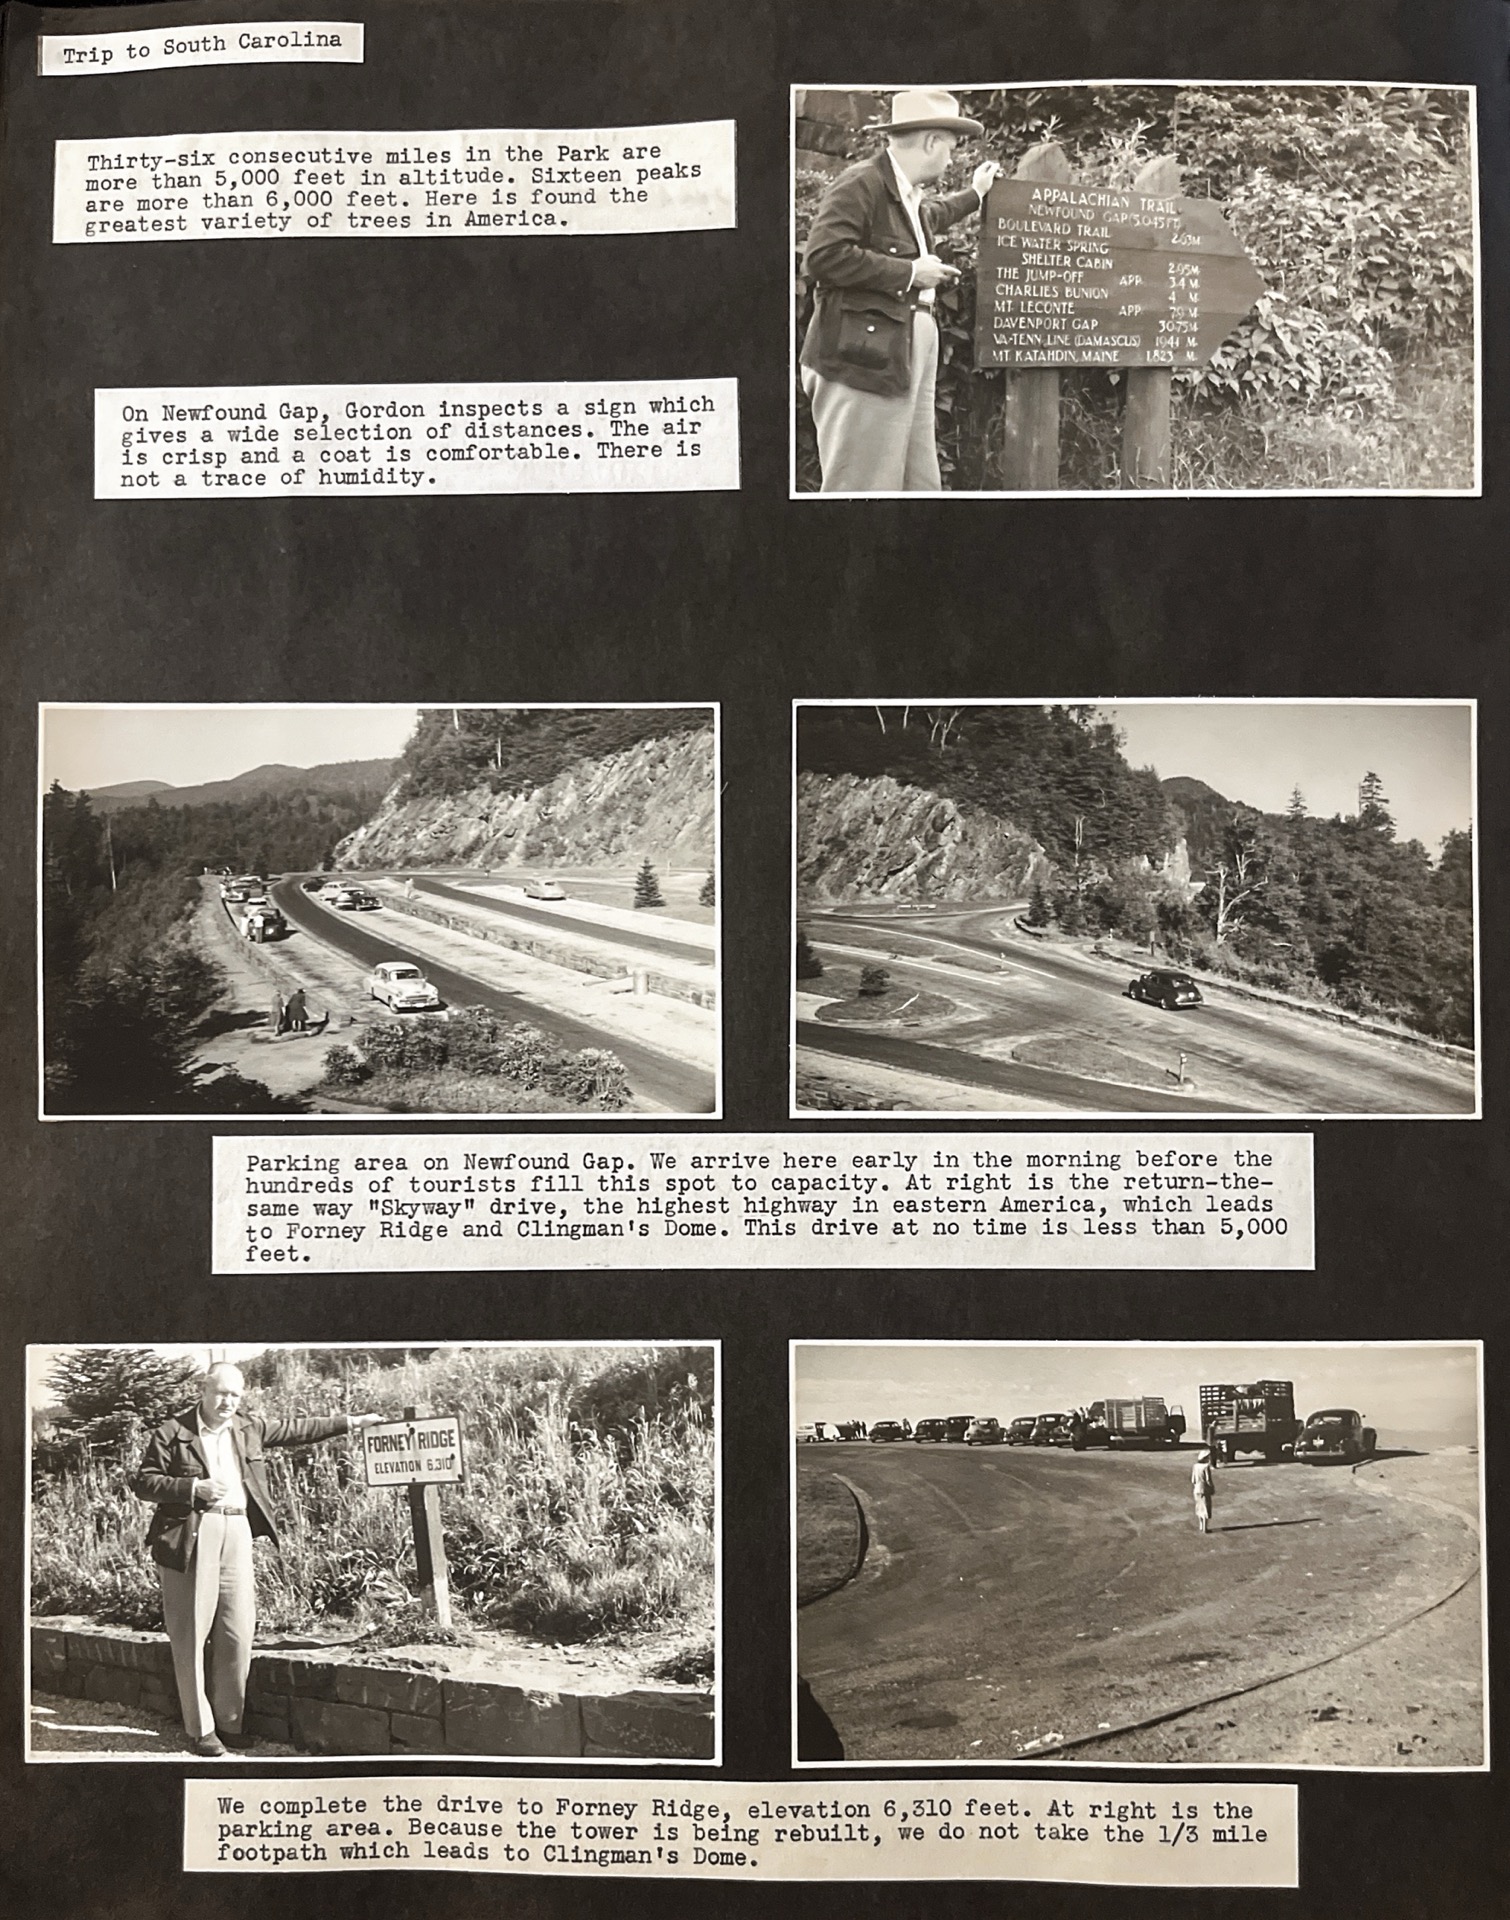 Trip to South Carolina
Thirty-six consecutive miles in the Park are
more than 5,000 feet in altitude. Sixteen peaks
are more than 6,000 feet. Here is found the
greatest variety of trees in America.
APPALACHIAN TRAIL
NEWFOUND GAP (5,045 FT)
BOULEVARD TRAIL 2.63M
ICE WATER SPRING
SHELTER CABIN 2.95M
THE JUMP-OFF APP. 3.4 M.
CHARLIES BUNION 4 M.
MT. LECONTE APP. 7.9 M.
DAVENPORT GAP 30.75M
VA-TENN. LINE (DAMASCUS) M.
MT. KATAHDIN, MAINE 1,823 M.
On Newfound Gap, Gordon inspects a sign which
gives a wide selection of distances. The air
is crisp and a coat is comfortable. There is
not a trace of humidity.
Parking area on Newfound Gap. We arrive here early in the morning before the
hundreds of tourists fill this spot to capacity. At right is the return-the-
same way "Skyway" drive, the highest highway in eastern America, which leads
to Forney Ridge and Clingman's Dome. This drive at no time is less than 5,000
feet.
FORNEY RIDGE
ELEVATION 6,310'
We complete the drive to Forney Ridge, elevation 6,310 feet. At right is the
parking area. Because the tower is being rebuilt, we do not take the 1/3 mile
footpath which leads to Clingman's Dome.